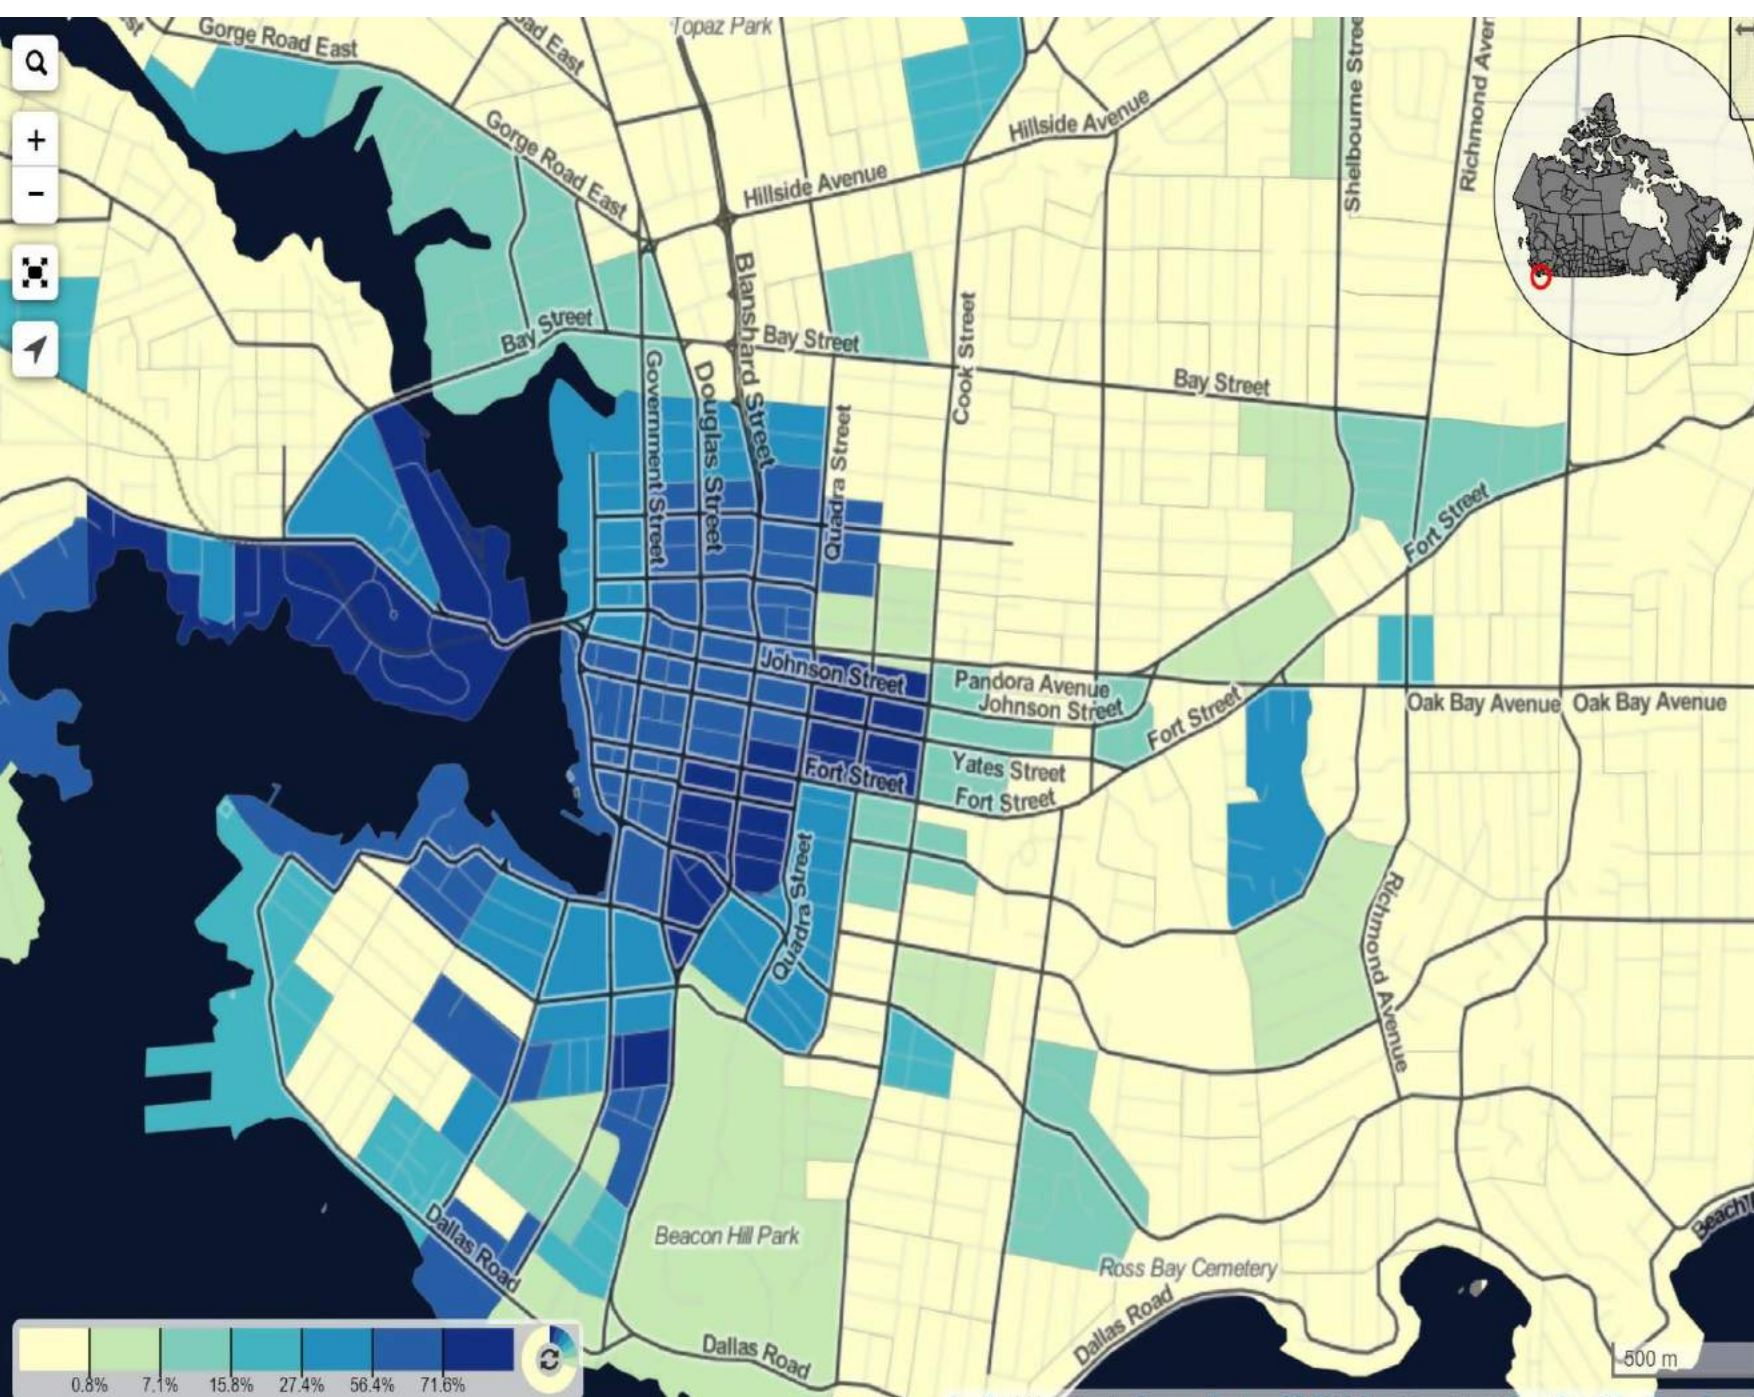 Gorge Road East
ad East
Topaz Park
Shelbourne Stree
Richmond Aven
Gorge Road East
Hillside Avenue
Hillside Avenue
+
−
Bay Street
Blanshard Street
Bay Street
Cook Street
Bay Street
Government Street
Douglas Street
Quadra Street
Fort Street
Johnson Street
Pandora Avenue
Johnson Street
Fort Street
Oak Bay Avenue
Oak Bay Avenue
Fort Street
Yates Street
Fort Street
Quadra Street
Richmond Avenue
Dallas Road
Beacon Hill Park
Ross Bay Cemetery
Beach
Dallas Road
Dallas Road
500 m
0.8% 7.1% 15.8% 27.4% 56.4% 71.6%